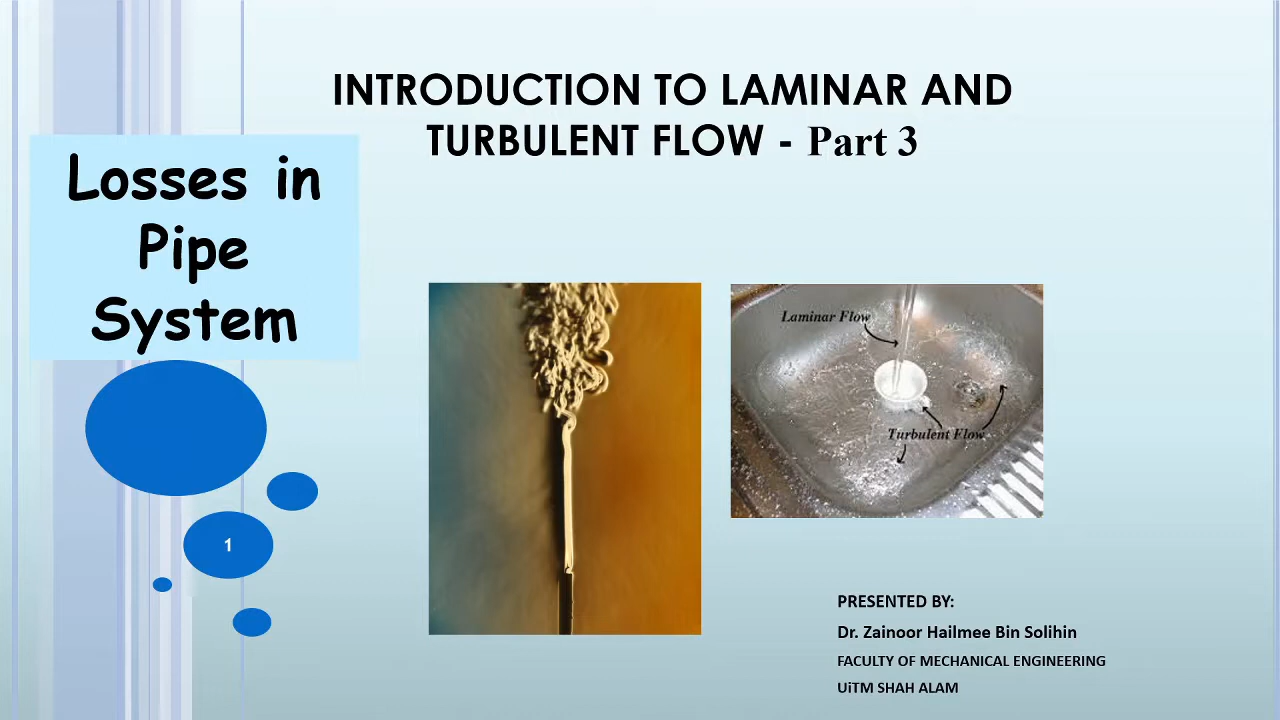 INTRODUCTION TO LAMINAR AND
TURBULENT FLOW - Part 3
Losses in
Pipe
System
Laminar Flow
Turbulent Flow
1
PRESENTED BY:
Dr. Zainoor Hailmee Bin Solihin
FACULTY OF MECHANICAL ENGINEERING
UiTM SHAH ALAM